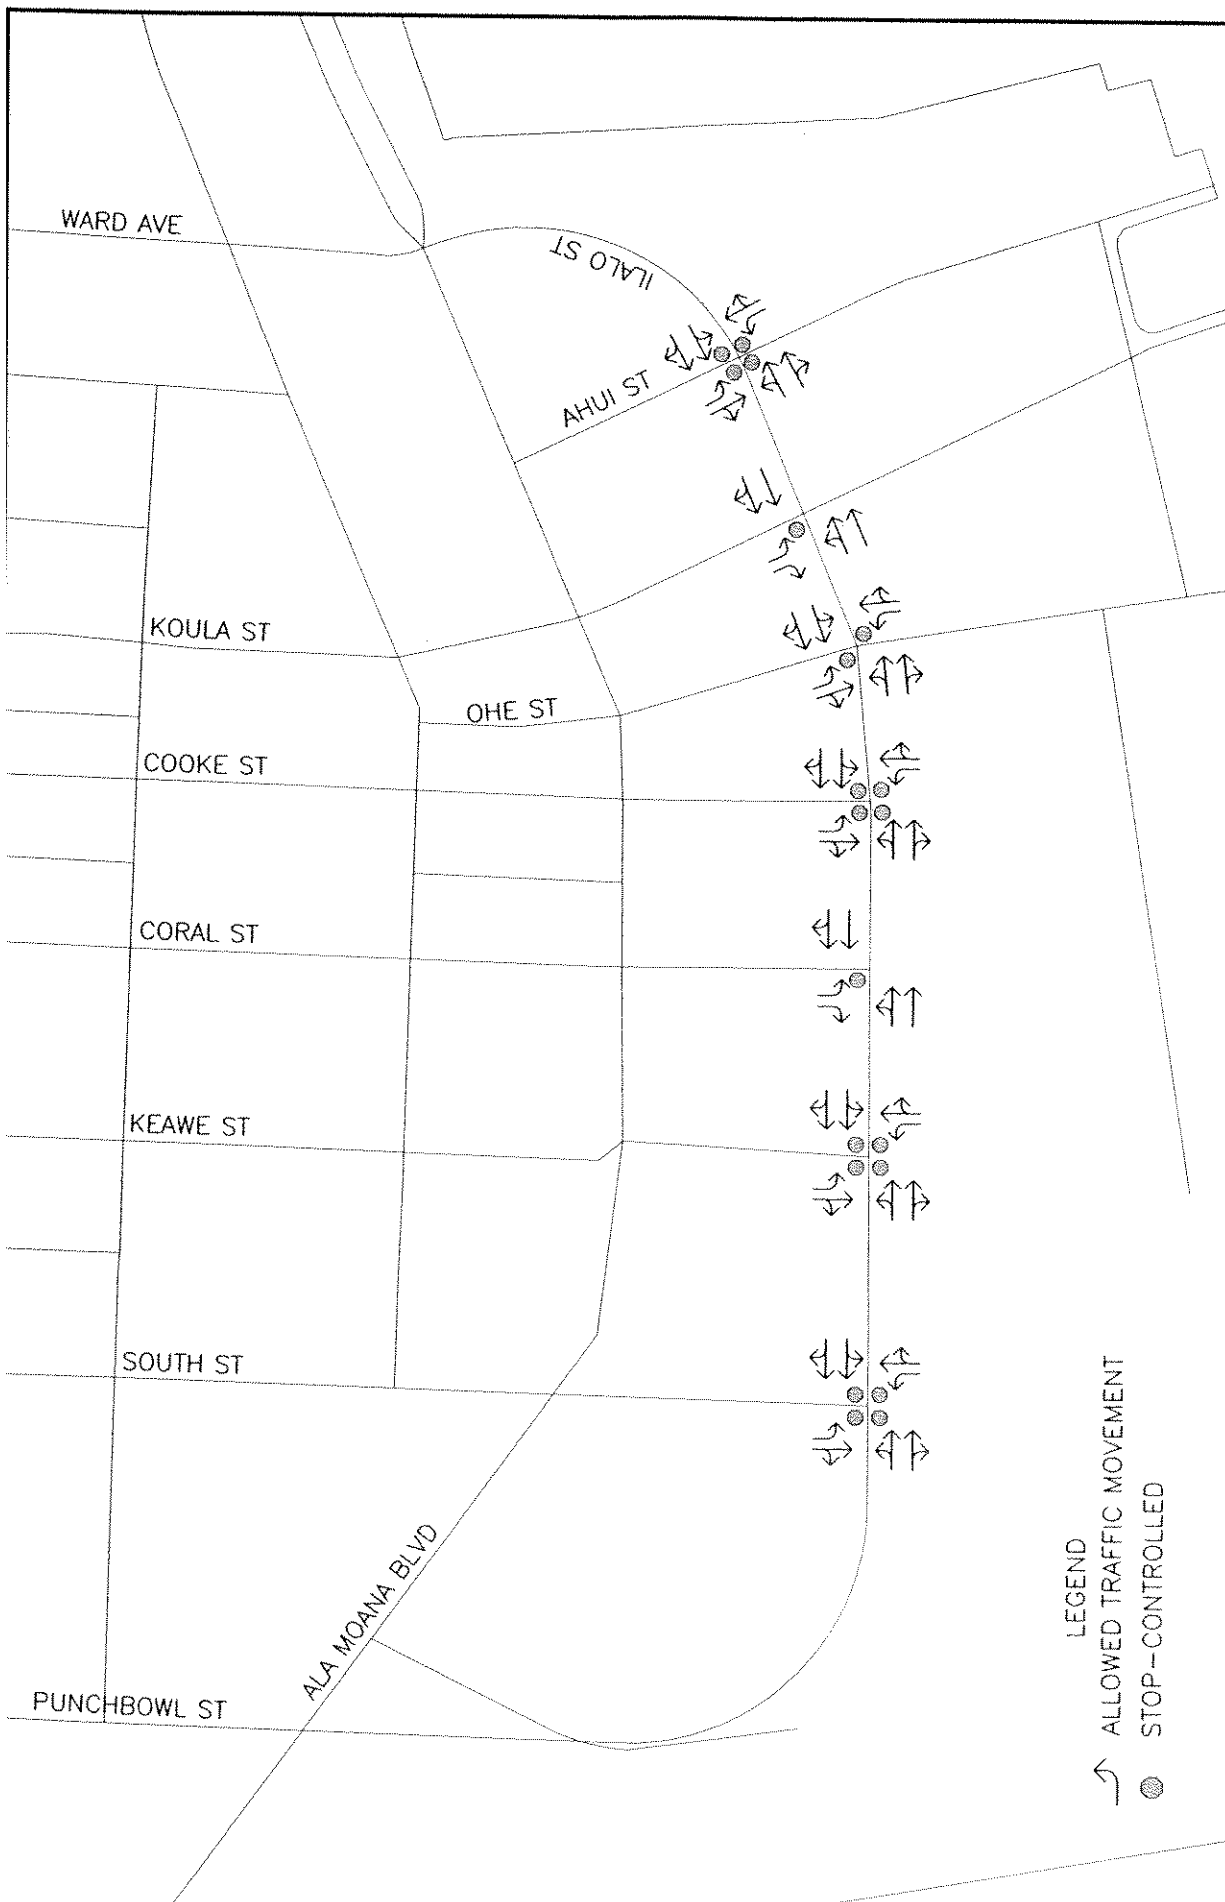 WARD AVE
ILALO ST
AHUI ST
KOULA ST
OHE ST
COOKE ST
CORAL ST
KEAWE ST
SOUTH ST
ALA MOANA BLVD
PUNCHBOWL ST
LEGEND
ALLOWED TRAFFIC MOVEMENT
STOP-CONTROLLED